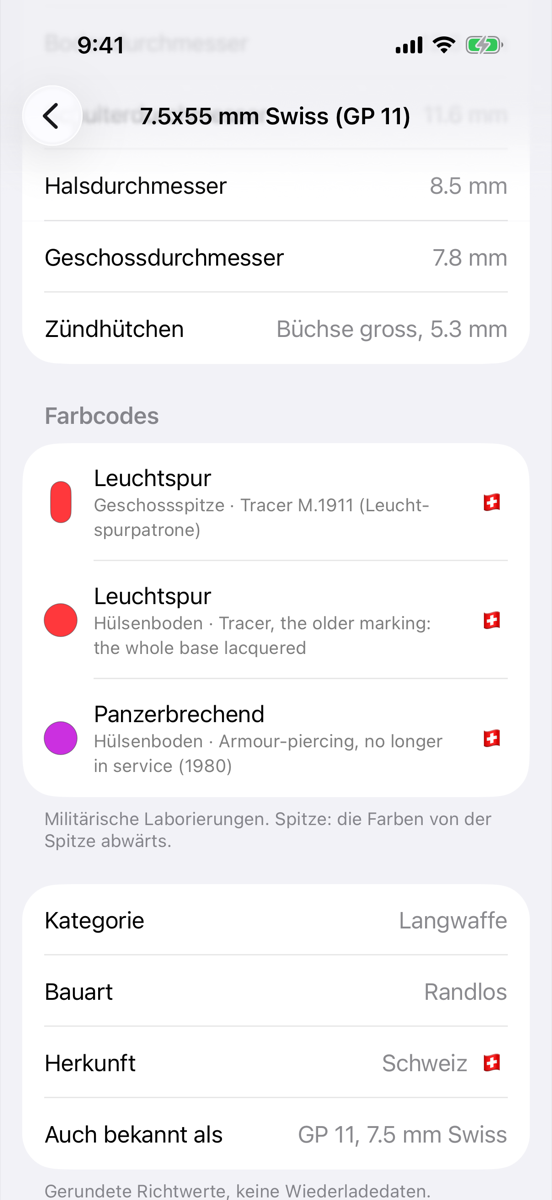 9:41
7.5x55 mm Swiss (GP 11)
11.6 mm
Halsdurchmesser 8.5 mm
Geschossdurchmesser 7.8 mm
Zündhütchen Büchse gross, 5.3 mm
Farbcodes
Leuchtspur
Geschossspitze · Tracer M.1911 (Leucht-
spurpatrone)
Leuchtspur
Hülsenboden · Tracer, the older marking:
the whole base lacquered
Panzerbrechend
Hülsenboden · Armour-piercing, no longer
in service (1980)
Militärische Laborierungen. Spitze: die Farben von der
Spitze abwärts.
Kategorie Langwaffe
Bauart Randlos
Herkunft Schweiz
Auch bekannt als GP 11, 7.5 mm Swiss
Gerundete Richtwerte, keine Wiederladedaten.